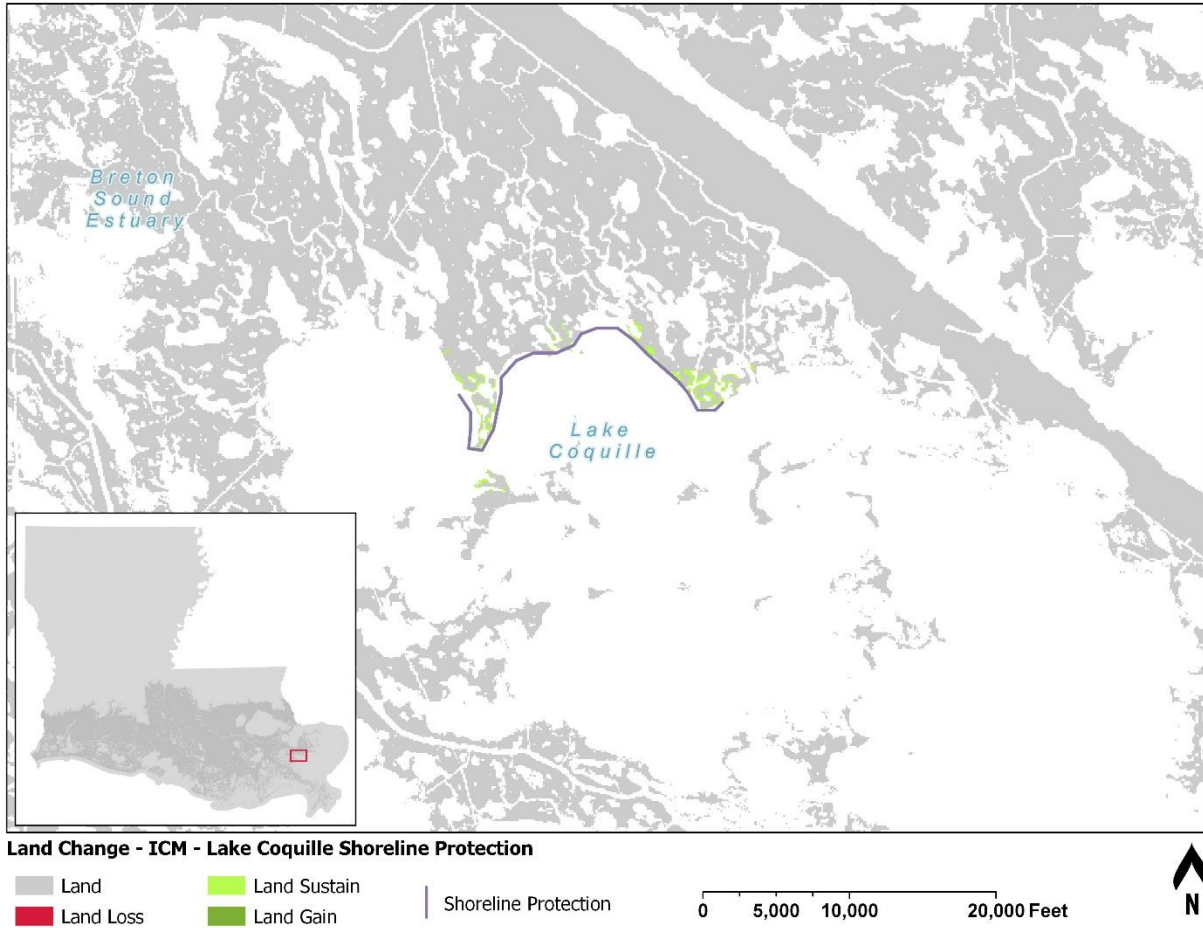 Breton
Sound
Estuary
Lake
Coquille
Land Change - ICM - Lake Coquille Shoreline Protection
Land
Land Sustain
Shoreline Protection
Land Loss
Land Gain
0 5,000 10,000 20,000 Feet
N